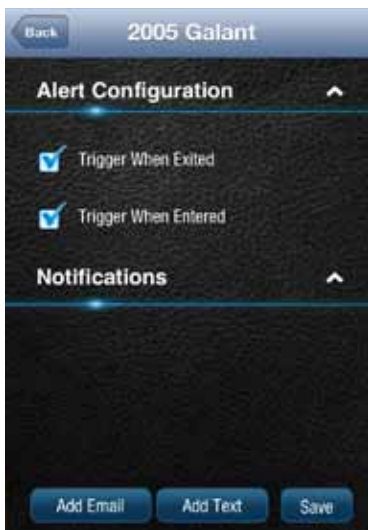 Back
2005 Galant
Alert Configuration
Trigger When Exited
Trigger When Entered
Notifications
Add Email
Add Text
Save